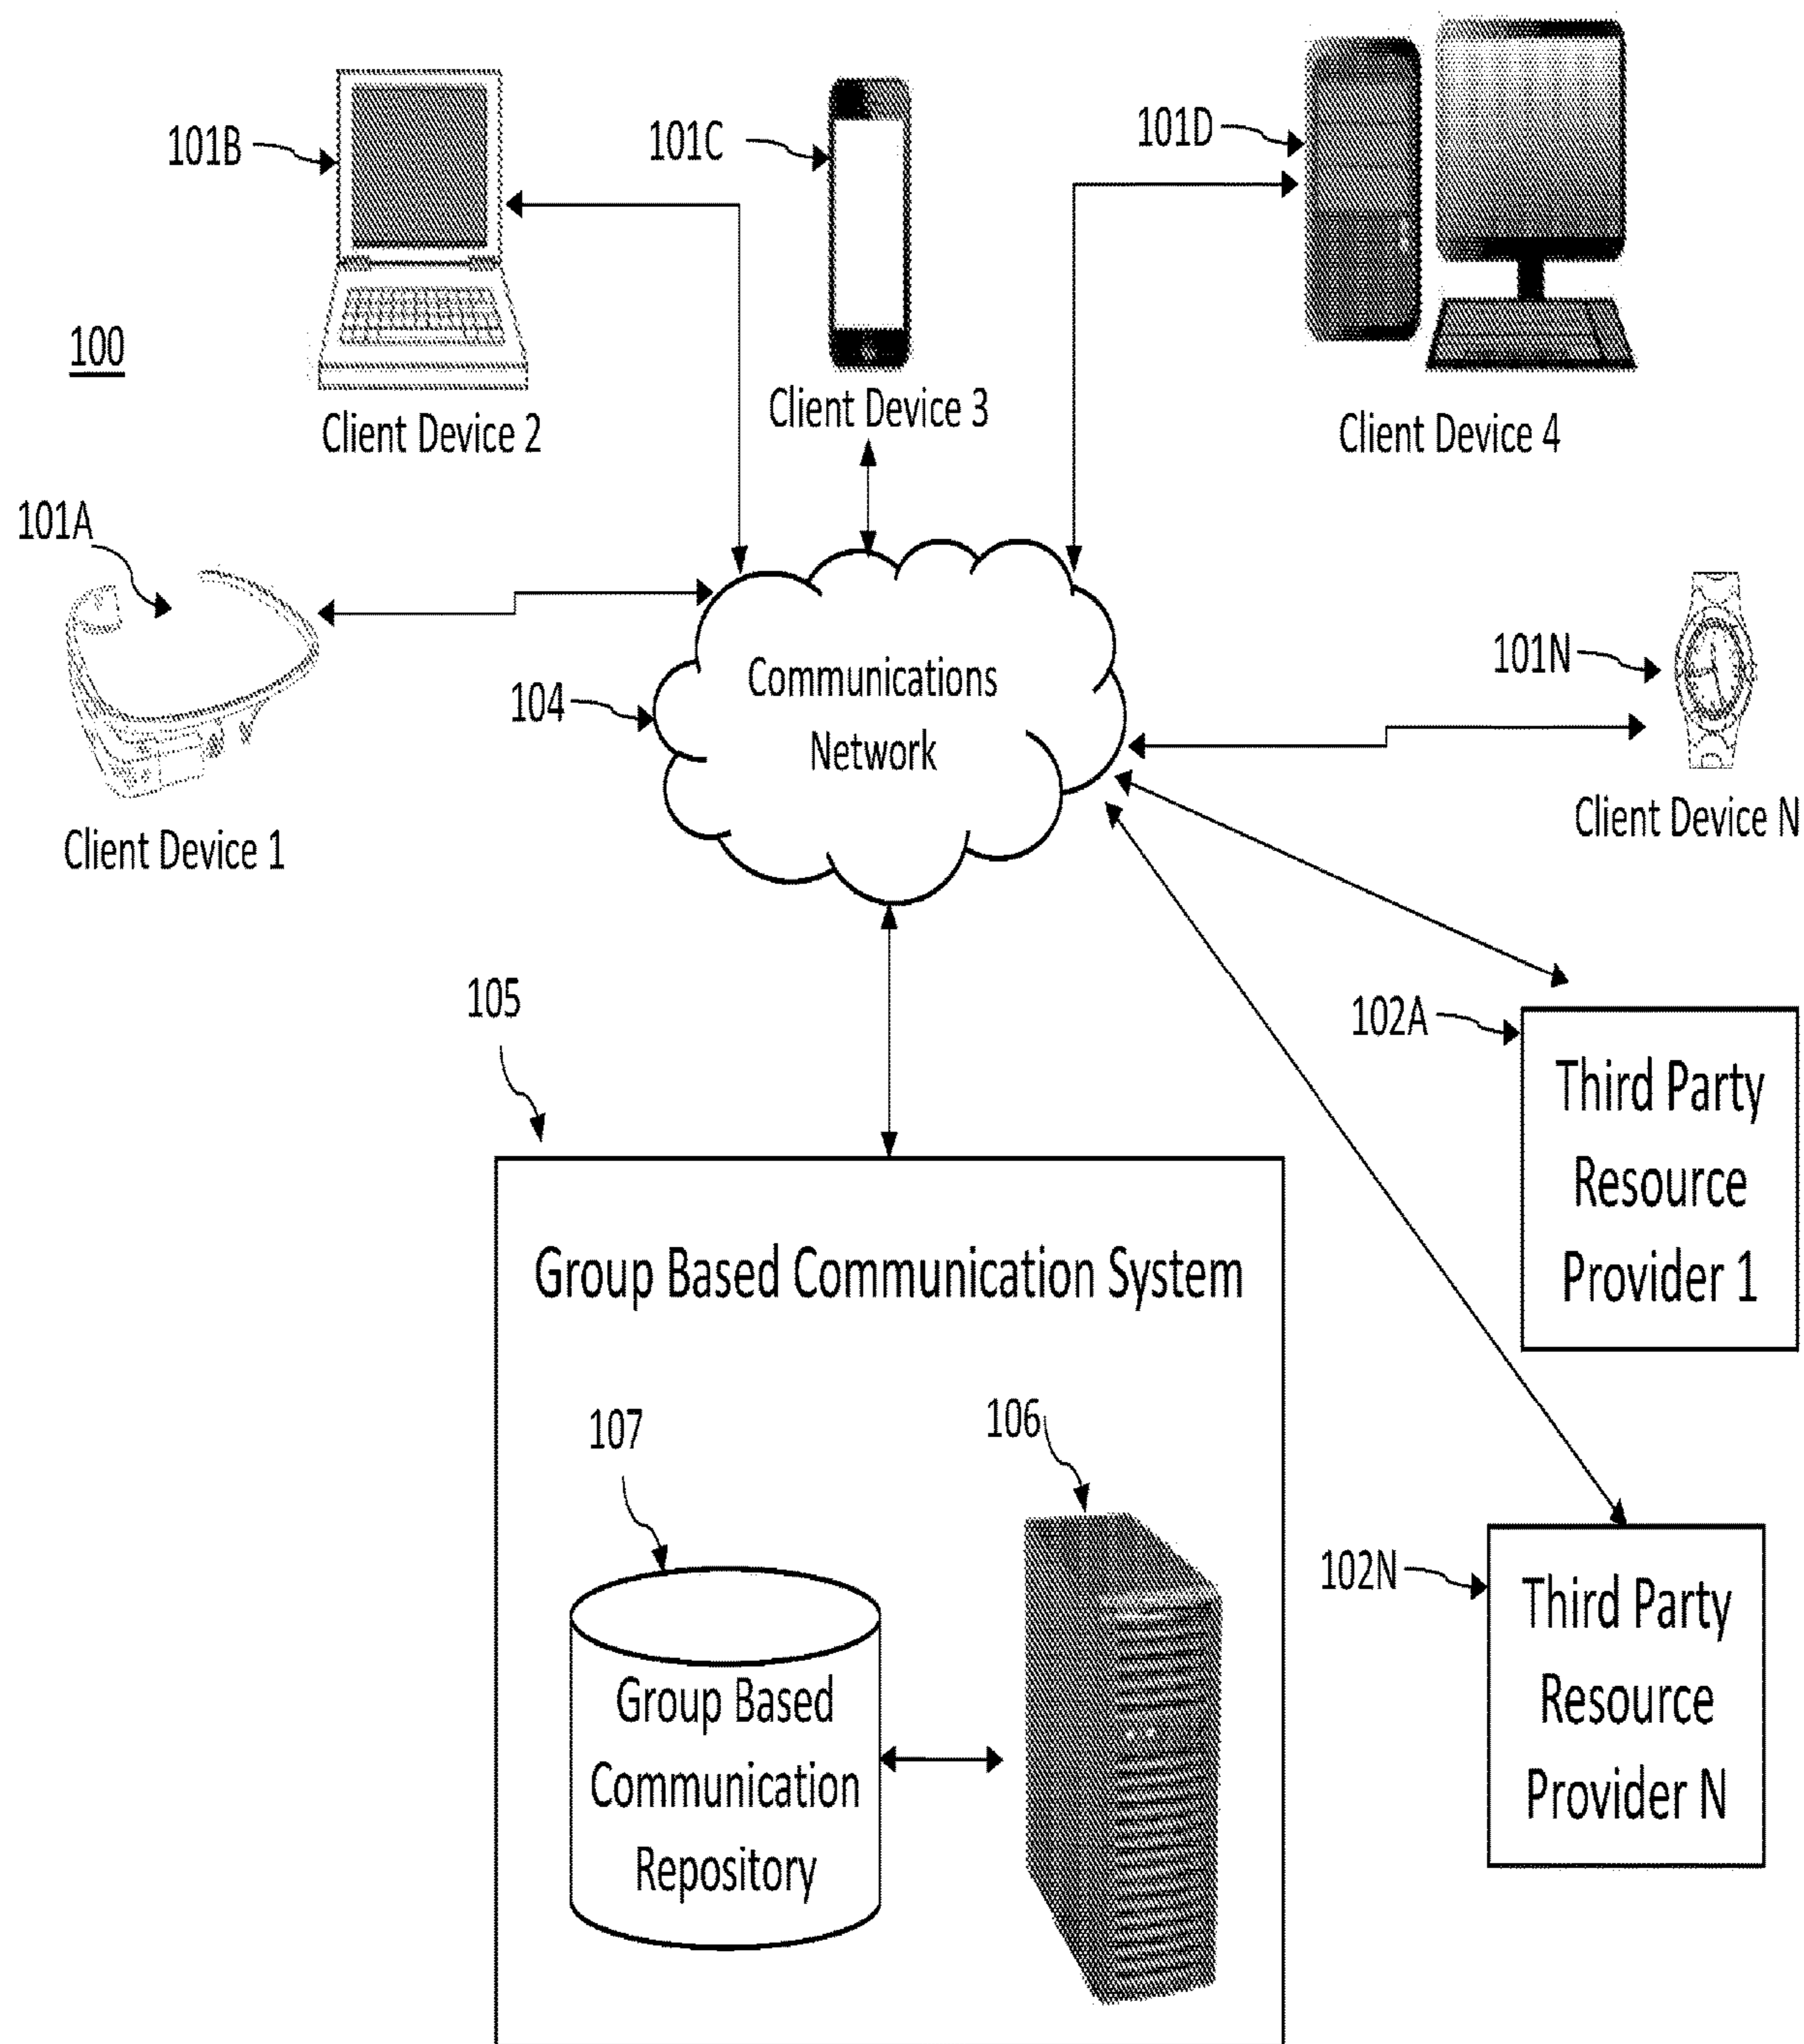 101B
101C
101D
100
Client Device 2
Client Device 3
Client Device 4
101A
Client Device 1
104
Communications
Network
101N
Client Device N
105
102A
Third Party
Resource
Provider 1
Group Based Communication System
107
106
Group Based
Communication
Repository
102N
Third Party
Resource
Provider N